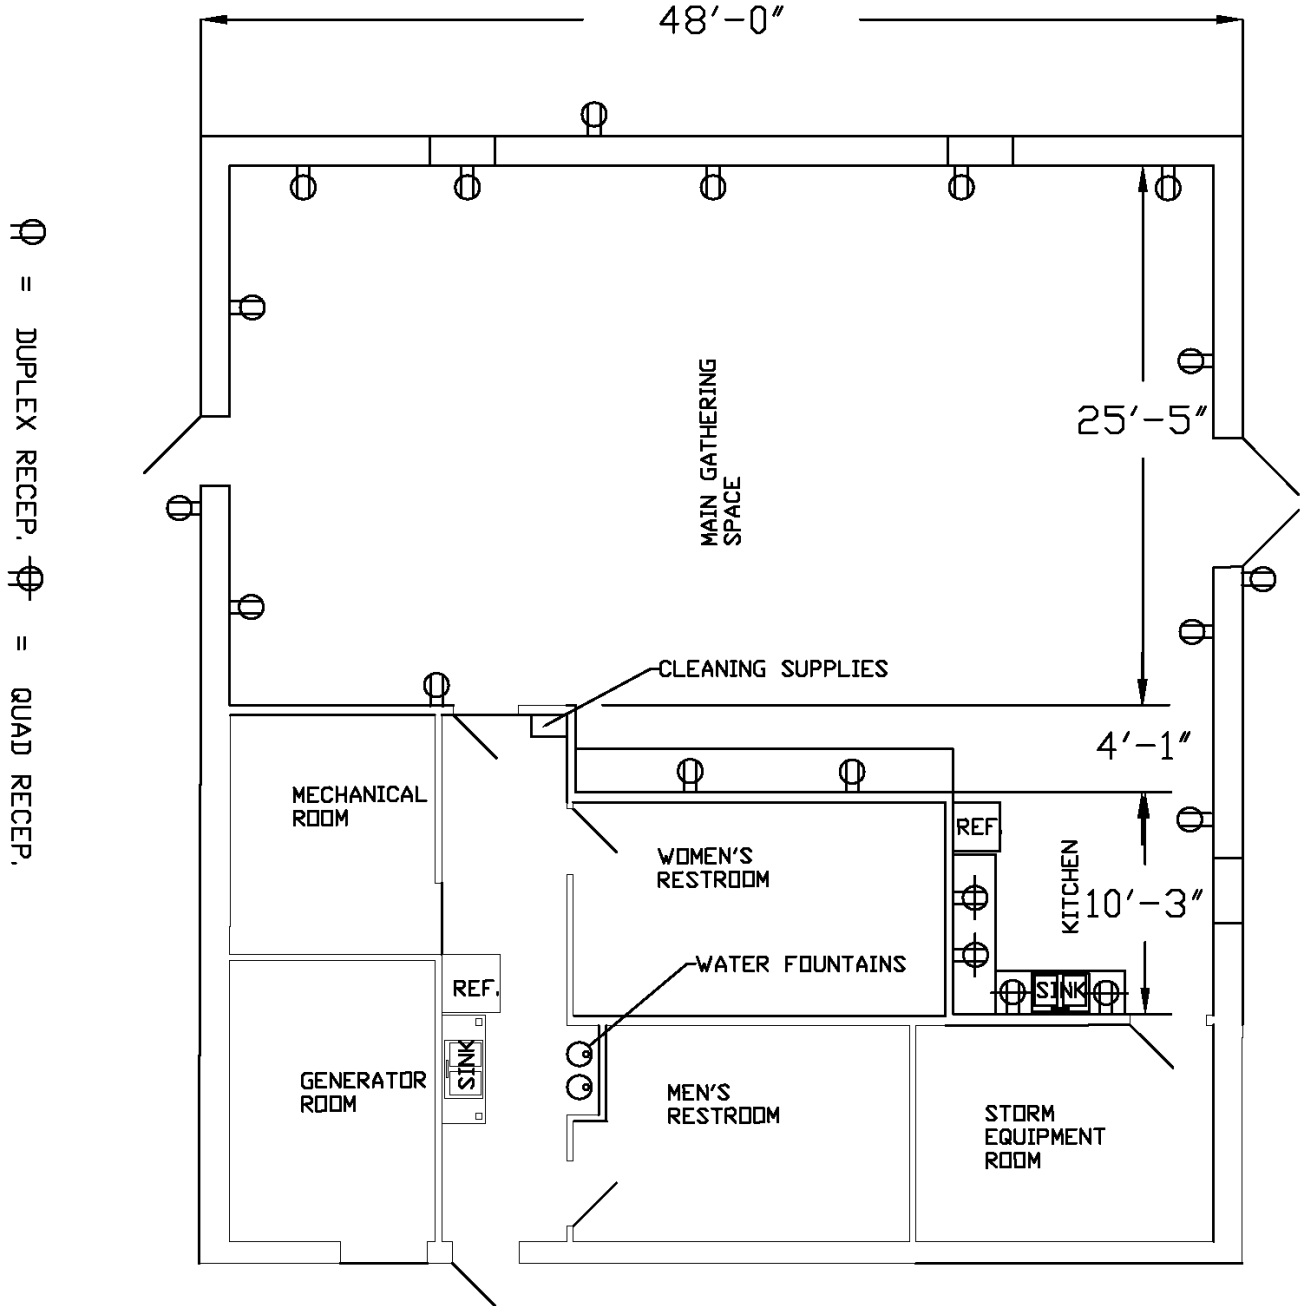 48'-0"
25'-5"
MAIN GATHERING
SPACE
CLEANING SUPPLIES
4'-1"
MECHANICAL
ROOM
WOMEN'S
RESTROOM
REF.
KITCHEN
10'-3"
WATER FOUNTAINS
REF.
SINK
SINK
GENERATOR
ROOM
MEN'S
RESTROOM
STORM
EQUIPMENT
ROOM
= DUPLEX RECEP.
= QUAD RECEP.